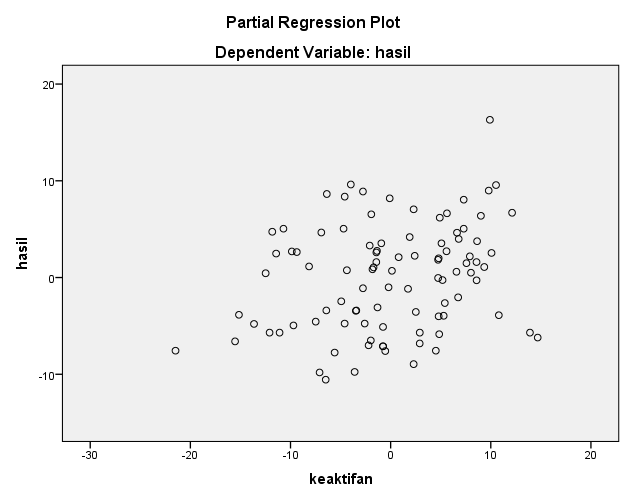 Partial Regression Plot
Dependent Variable: hasil
20
10
0
-10
hasil
-30
-20
-10
0
10
20
keaktifan